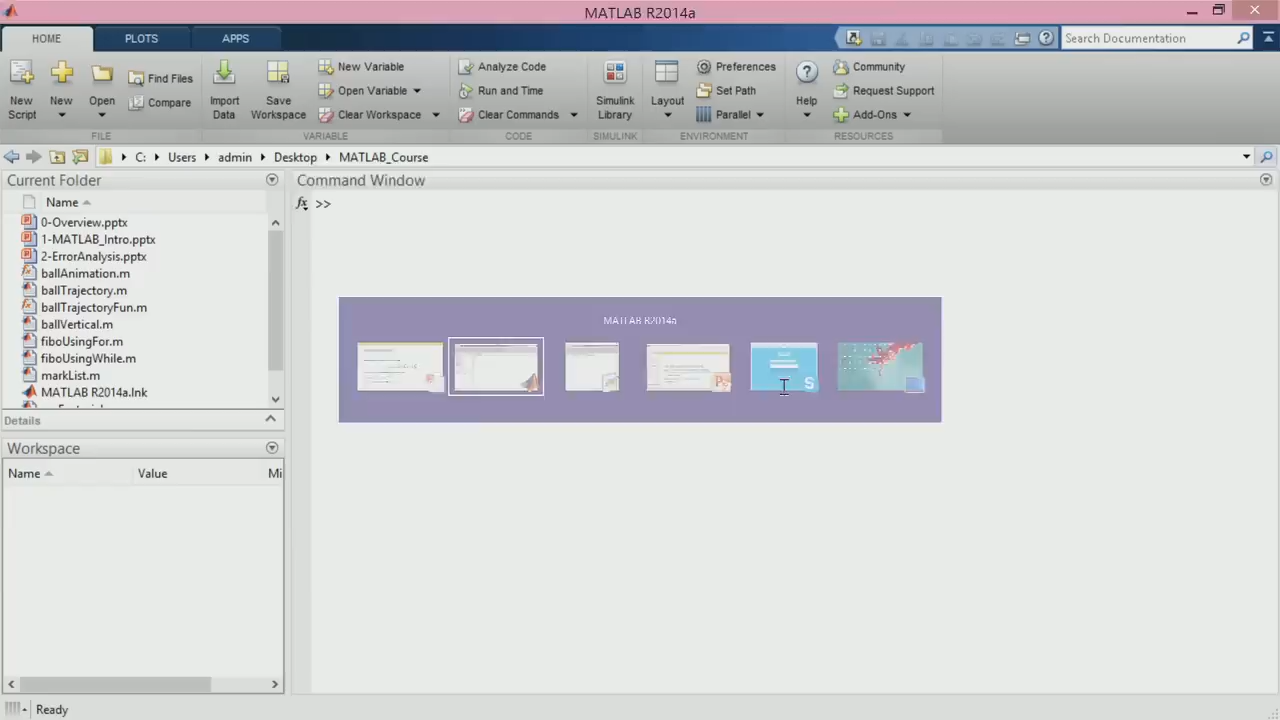 MATLAB R2014a
HOME PLOTS APPS Search Documentation
New Script
New
Open
Find Files
Compare
Import Data
Save Workspace
New Variable
Open Variable
Clear Workspace
Analyze Code
Run and Time
Clear Commands
Simulink Library
Layout
Preferences
Set Path
Parallel
Help
Community
Request Support
Add-Ons
FILE VARIABLE CODE SIMULINK ENVIRONMENT RESOURCES
C: Users admin Desktop MATLAB_Course
Current Folder
Name
0-Overview.pptx
1-MATLAB_Intro.pptx
2-ErrorAnalysis.pptx
ballAnimation.m
ballTrajectory.m
ballTrajectoryFun.m
ballVertical.m
fiboUsingFor.m
fiboUsingWhile.m
markList.m
MATLAB R2014a.lnk
Details
Workspace
Name Value Mi
Command Window
fx >>
MATLAB R2014a
S
Ready